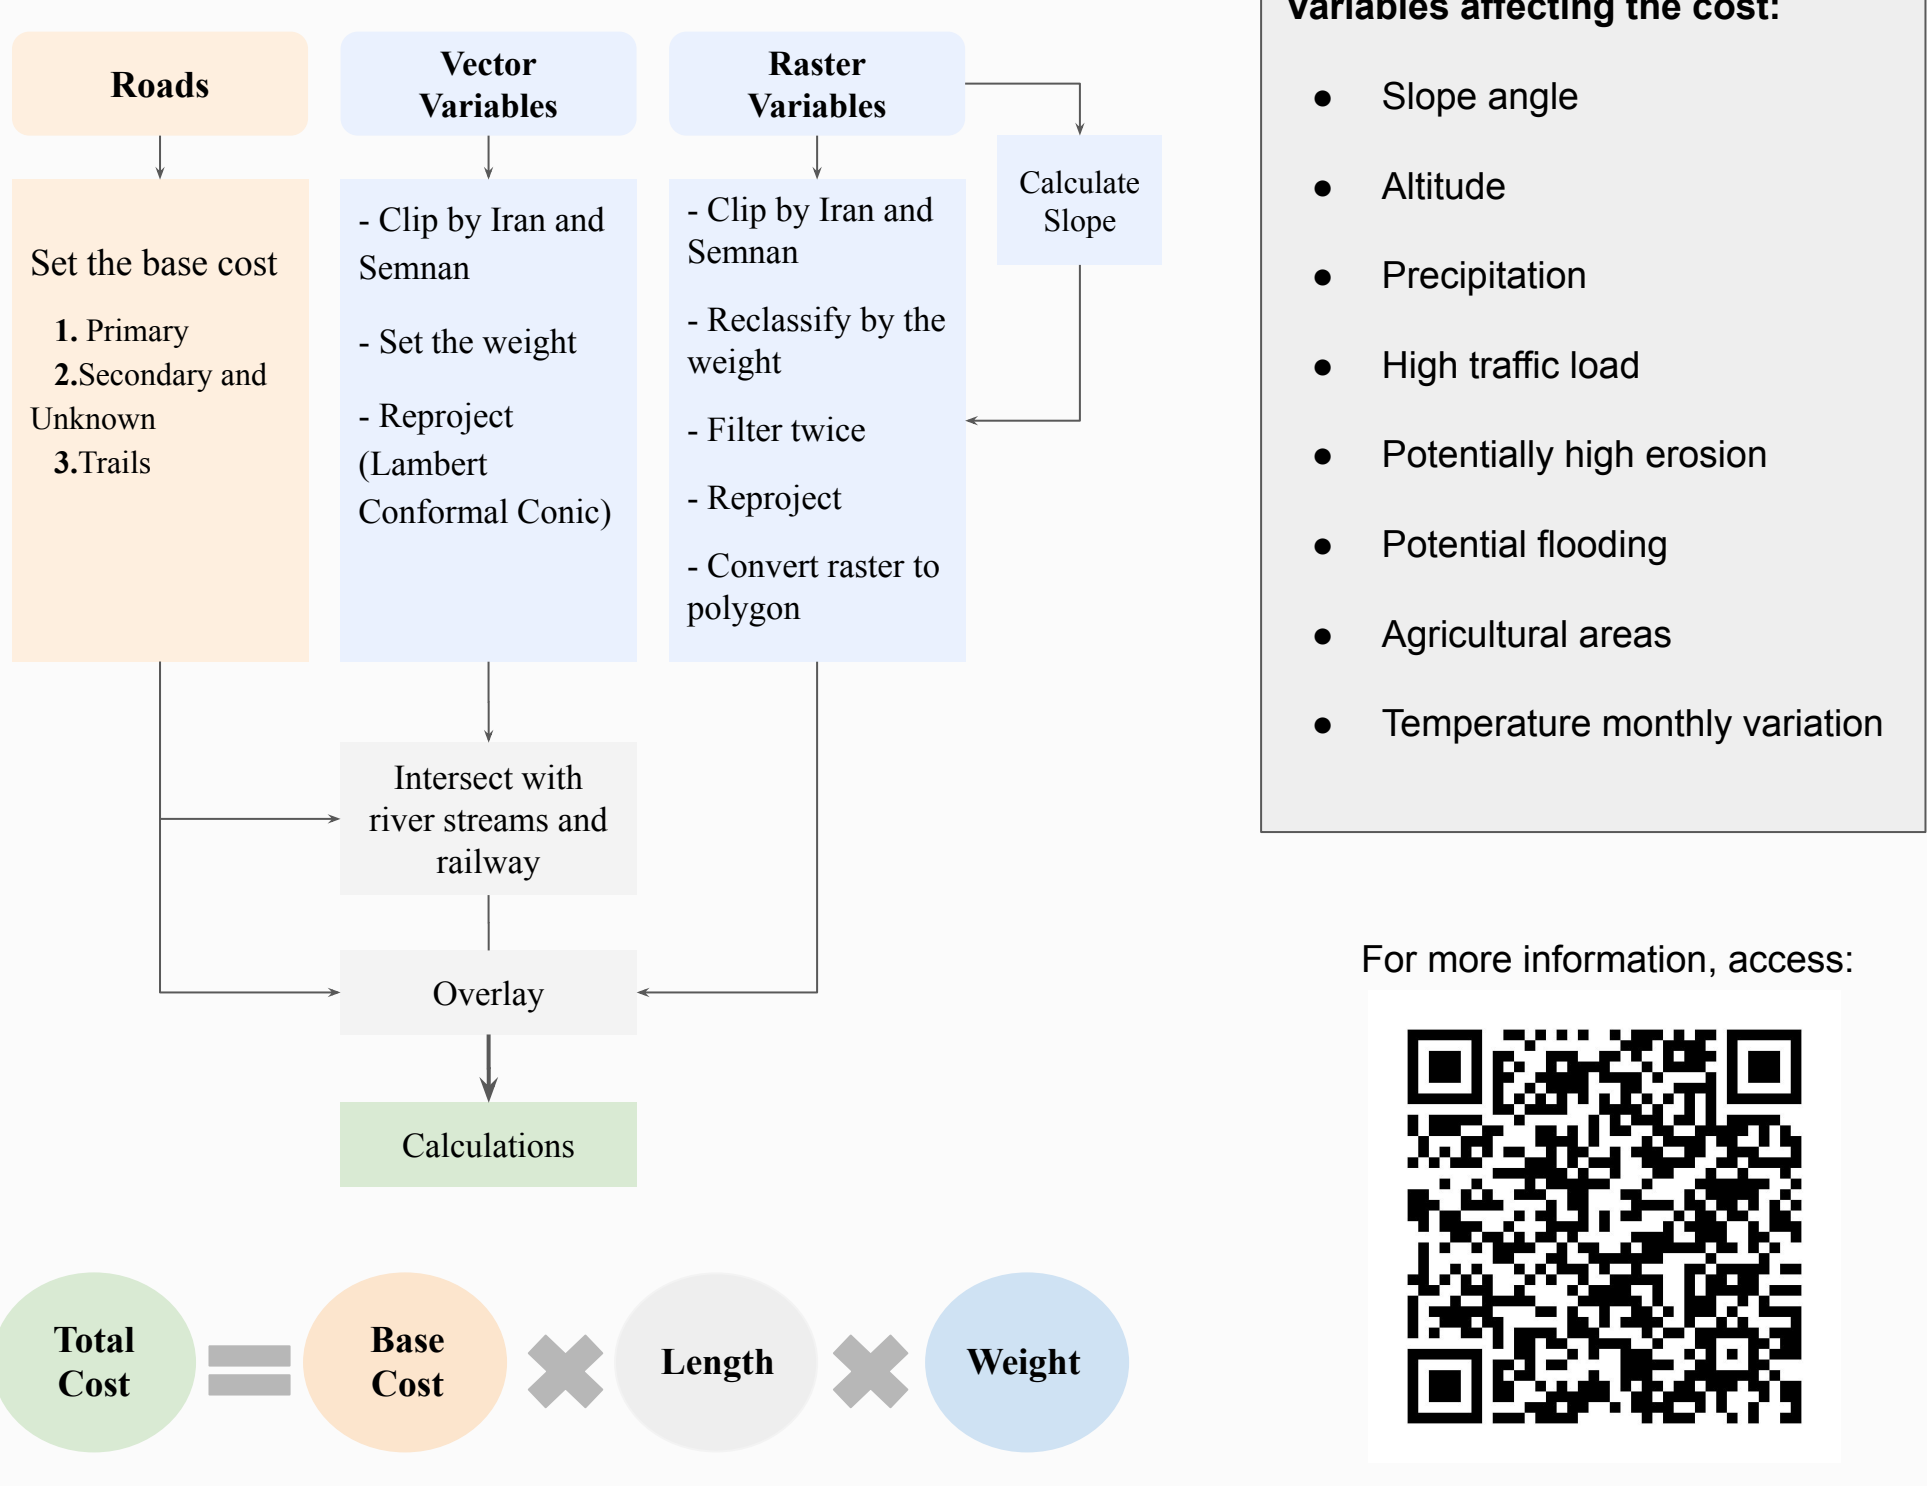 Roads
Set the base cost
1. Primary
2.Secondary and
Unknown
3.Trails
Vector
Variables
- Clip by Iran and
Semnan
- Set the weight
- Reproject
(Lambert
Conformal Conic)
Raster
Variables
- Clip by Iran and
Semnan
- Reclassify by the
weight
- Filter twice
- Reproject
- Convert raster to
polygon
Calculate
Slope
Intersect with
river streams and
railway
Overlay
Calculations
Total
Cost
Base
Cost
Length
Weight
Variables affecting the cost:
● Slope angle
● Altitude
● Precipitation
● High traffic load
● Potentially high erosion
● Potential flooding
● Agricultural areas
● Temperature monthly variation
For more information, access: